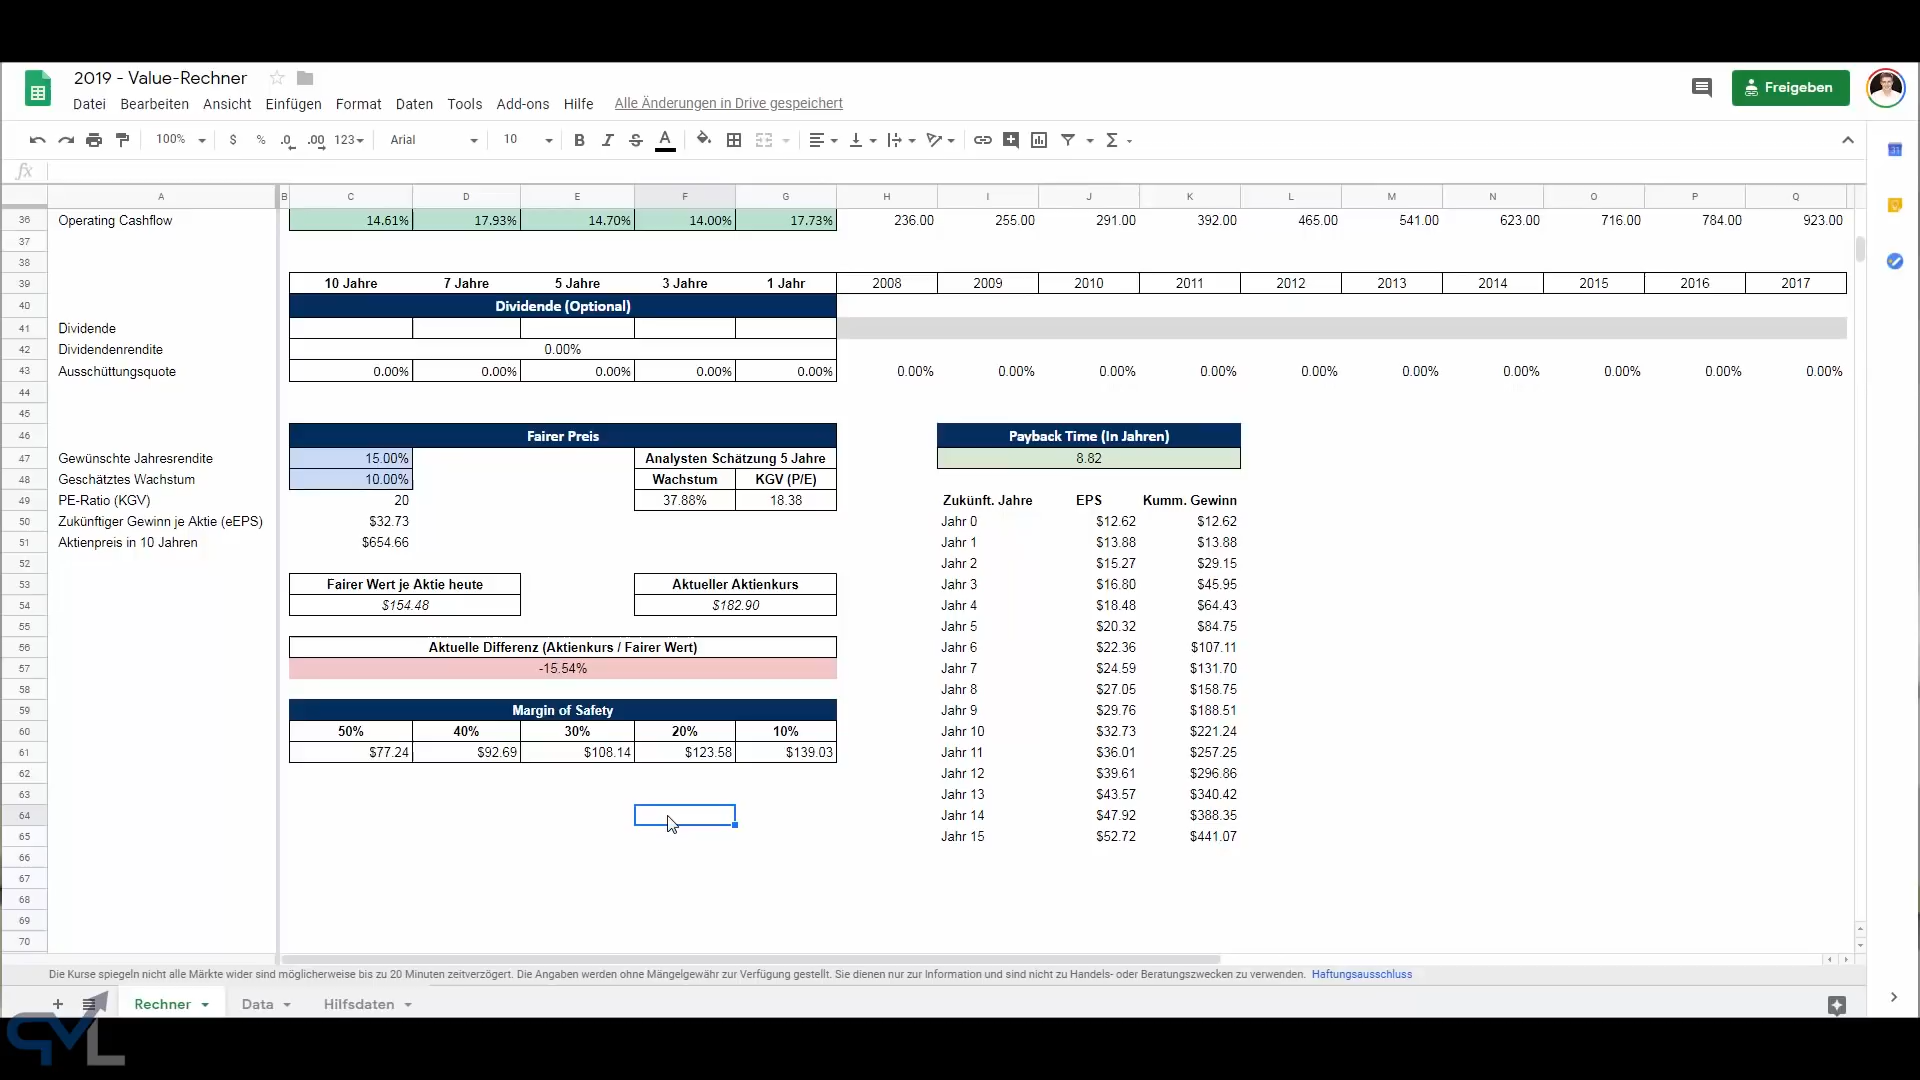 2019 - Value-Rechner
Datei Bearbeiten Ansicht Einfügen Format Daten Tools Add-ons Hilfe Alle Änderungen in Drive gespeichert
Freigeben
100% $ % .0 .00 123 Arial 10 B I S A
fx
A B C D E F G H I J K L M N O P Q
36 Operating Cashflow 14.61% 17.93% 14.70% 14.00% 17.73% 236.00 255.00 291.00 392.00 465.00 541.00 623.00 716.00 784.00 923.00
37
38
39 10 Jahre 7 Jahre 5 Jahre 3 Jahre 1 Jahr 2008 2009 2010 2011 2012 2013 2014 2015 2016 2017
40 Dividende (Optional)
41 Dividende
42 Dividendenrendite 0.00%
43 Ausschüttungsquote 0.00% 0.00% 0.00% 0.00% 0.00% 0.00% 0.00% 0.00% 0.00% 0.00% 0.00% 0.00% 0.00% 0.00% 0.00%
44
45
46 Fairer Preis Payback Time (In Jahren)
47 Gewünschte Jahresrendite 15.00% Analysten Schätzung 5 Jahre 8.82
48 Geschätztes Wachstum 10.00% Wachstum KGV (P/E)
49 PE-Ratio (KGV) 20 37.88% 18.38 Zukünft. Jahre EPS Kumm. Gewinn
50 Zukünftiger Gewinn je Aktie (eEPS) $32.73 Jahr 0 $12.62 $12.62
51 Aktienpreis in 10 Jahren $654.66 Jahr 1 $13.88 $13.88
52 Jahr 2 $15.27 $29.15
53 Fairer Wert je Aktie heute Aktueller Aktienkurs Jahr 3 $16.80 $45.95
54 $154.48 $182.90 Jahr 4 $18.48 $64.43
55 Jahr 5 $20.32 $84.75
56 Aktuelle Differenz (Aktienkurs / Fairer Wert) Jahr 6 $22.36 $107.11
57 -15.54% Jahr 7 $24.59 $131.70
58 Jahr 8 $27.05 $158.75
59 Margin of Safety Jahr 9 $29.76 $188.51
60 50% 40% 30% 20% 10% Jahr 10 $32.73 $221.24
61 $77.24 $92.69 $108.14 $123.58 $139.03 Jahr 11 $36.01 $257.25
62 Jahr 12 $39.61 $296.86
63 Jahr 13 $43.57 $340.42
64 Jahr 14 $47.92 $388.35
65 Jahr 15 $52.72 $441.07
66
67
68
69
70
Die Kurse spiegeln nicht alle Märkte wider sind möglicherweise bis zu 20 Minuten zeitverzögert. Die Angaben werden ohne Mängelgewähr zur Verfügung gestellt. Sie dienen nur zur Information und sind nicht zu Handels- oder Beratungszwecken zu verwenden. Haftungsausschluss
Rechner Data Hilfsdaten